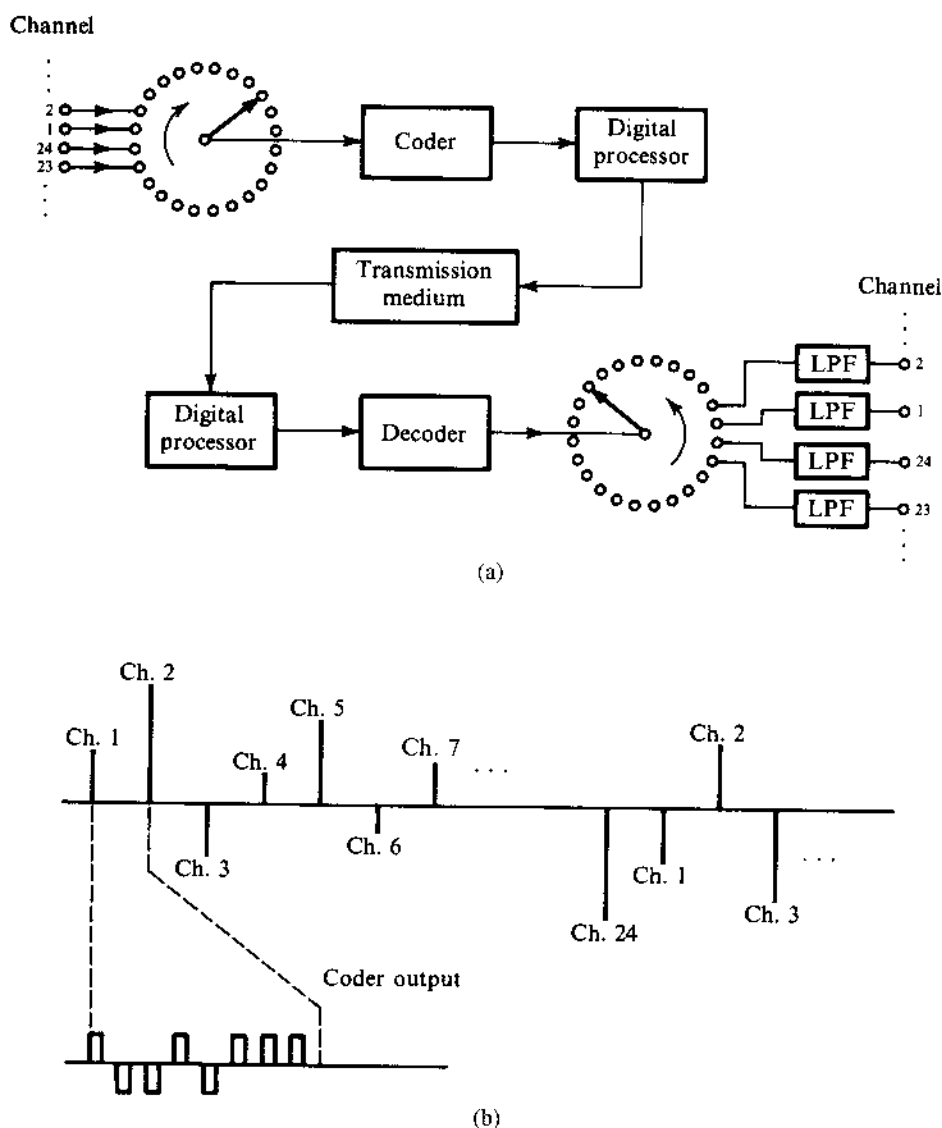 Channel
2
1
24
23
Coder
Digital
processor
Transmission
medium
Channel
Digital
processor
Decoder
LPF 2
LPF 1
LPF 24
LPF 23
(a)
Ch. 1
Ch. 2
Ch. 3
Ch. 4
Ch. 5
Ch. 6
Ch. 7
. . .
Ch. 24
Ch. 1
Ch. 2
Ch. 3
. . .
Coder output
(b)